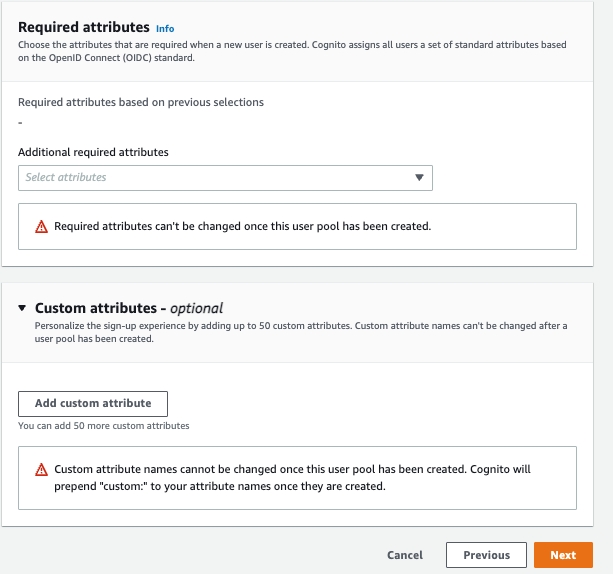 Required attributes Info
Choose the attributes that are required when a new user is created. Cognito assigns all users a set of standard attributes based
on the OpenID Connect (OIDC) standard.
Required attributes based on previous selections
-
Additional required attributes
Select attributes
Required attributes can't be changed once this user pool has been created.
Custom attributes - optional
Personalize the sign-up experience by adding up to 50 custom attributes. Custom attribute names can't be changed after a
user pool has been created.
Add custom attribute
You can add 50 more custom attributes
Custom attribute names cannot be changed once this user pool has been created. Cognito will
prepend "custom:" to your attribute names once they are created.
Cancel Previous Next